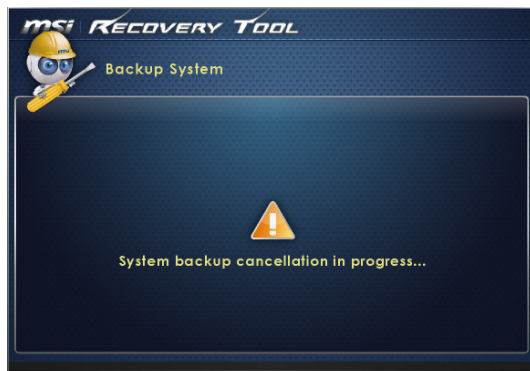 msi RECOVERY TOOL
Backup System
System backup cancellation in progress...